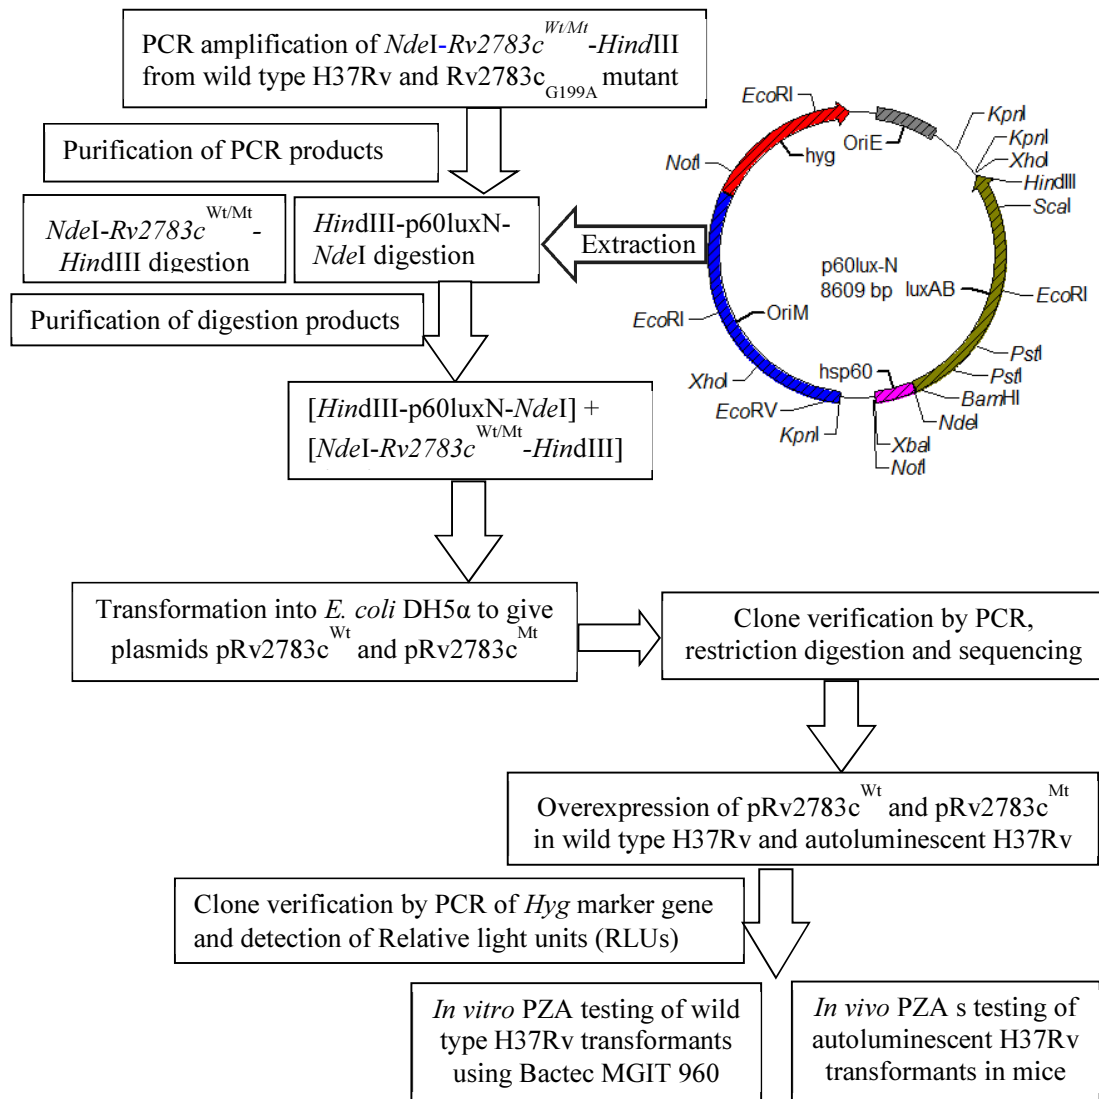 PCR amplification of NdeI-Rv2783c^Wt/Mt-HindIII
from wild type H37Rv and Rv2783c_G199A mutant
Purification of PCR products
NdeI-Rv2783c^Wt/Mt-
HindIII digestion
HindIII-p60luxN-
NdeI digestion
Extraction
Purification of digestion products
[HindIII-p60luxN-NdeI] +
[NdeI-Rv2783c^Wt/Mt-HindIII]
EcoRI
hyg
OriE
KpnI
KpnI
XhoI
HindIII
ScaI
NotI
p60lux-N
8609 bp
luxAB
EcoRI
EcoRI
OriM
PstI
PstI
XhoI
hsp60
BamHI
EcoRV
NdeI
KpnI
XbaI
NotI
Transformation into E. coli DH5α to give
plasmids pRv2783c^Wt and pRv2783c^Mt
Clone verification by PCR,
restriction digestion and sequencing
Overexpression of pRv2783c^Wt and pRv2783c^Mt
in wild type H37Rv and autoluminescent H37Rv
Clone verification by PCR of Hyg marker gene
and detection of Relative light units (RLUs)
In vitro PZA testing of wild
type H37Rv transformants
using Bactec MGIT 960
In vivo PZA s testing of
autoluminescent H37Rv
transformants in mice